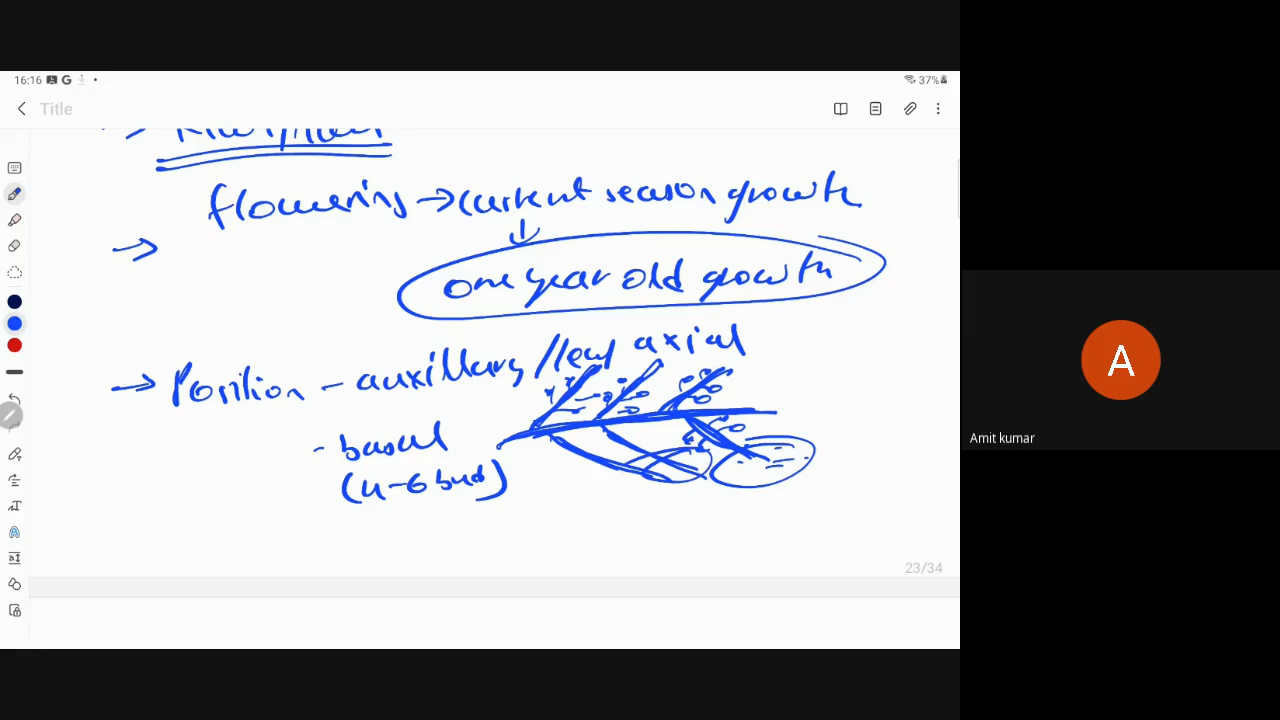 16:16 G 37%
Title
flowering → current season growth
→ ↓
one year old growth
→ Position - auxillary / leaf axial
- basal
(4-6 bud)
23/34
A
Amit kumar